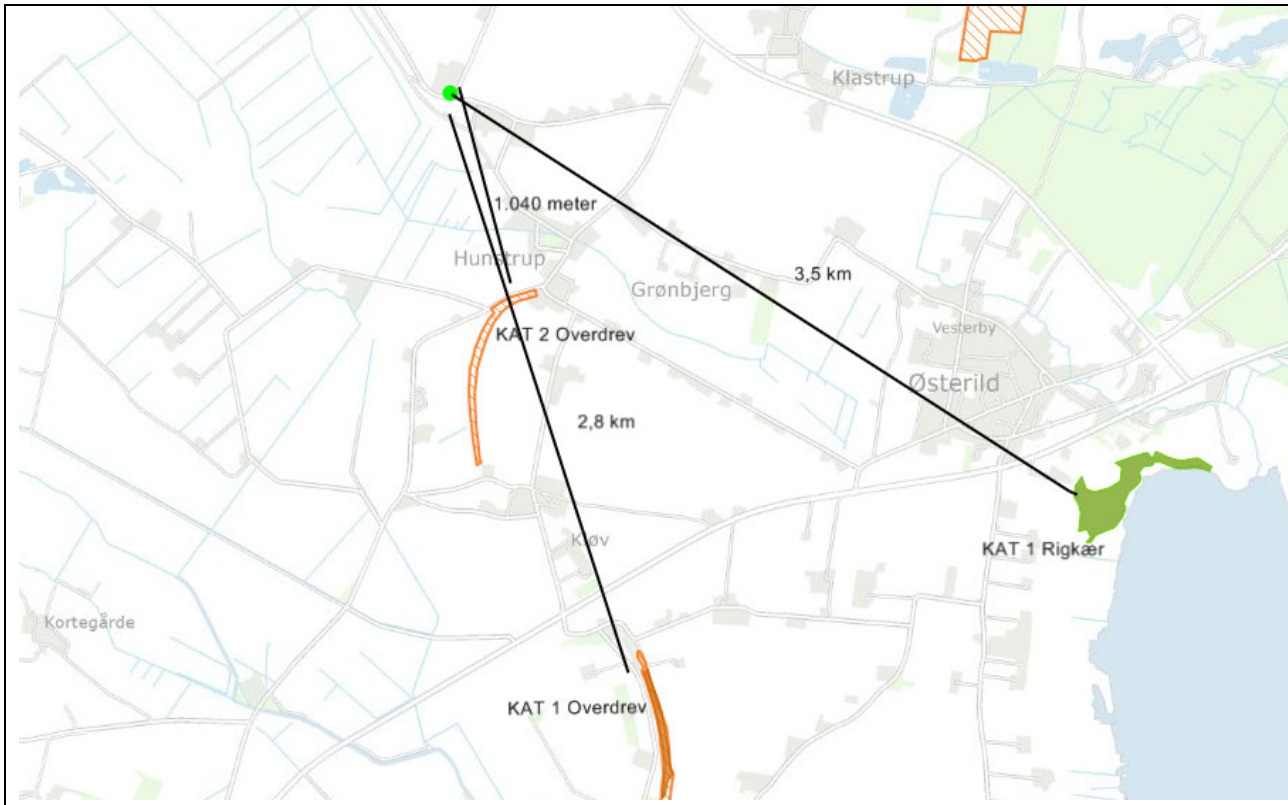 Klastrup
1.040 meter
Hunstrup
3,5 km
Grønbjerg
Vesterby
KAT 2 Overdrev
Østerild
2,8 km
Kløv
KAT 1 Rigkær
Kortegårde
KAT 1 Overdrev